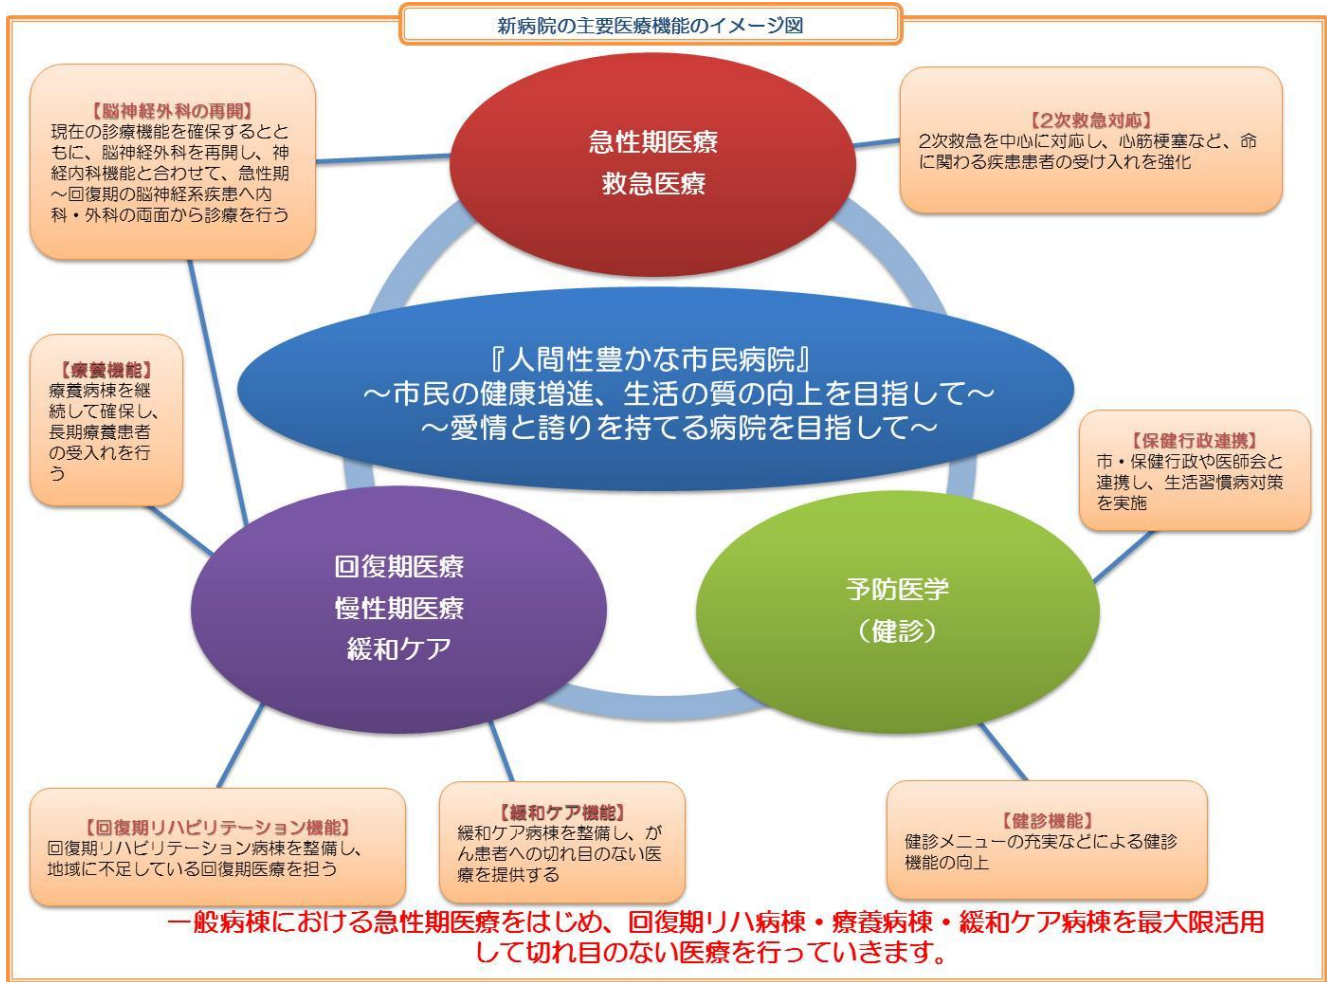 新病院の主要医療機能のイメージ図
【脳神経外科の再開】
現在の診療機能を確保するとと
もに、脳神経外科を再開し、神
経内科機能と合わせて、急性期
～回復期の脳神経系疾患へ内
科・外科の両面から診療を行う
急性期医療
救急医療
【2次救急対応】
2次救急を中心に対応し、心筋梗塞など、命
に関わる疾患患者の受け入れを強化
『人間性豊かな市民病院』
～市民の健康増進、生活の質の向上を目指して～
～愛情と誇りを持てる病院を目指して～
【療養機能】
療養病棟を継
続して確保し、
長期療養患者
の受入れを行
う
【保健行政連携】
市・保健行政や医師会と
連携し、生活習慣病対策
を実施
回復期医療
慢性期医療
緩和ケア
予防医学
（健診）
【回復期リハビリテーション機能】
回復期リハビリテーション病棟を整備し、
地域に不足している回復期医療を担う
【緩和ケア機能】
緩和ケア病棟を整備し、が
ん患者への切れ目のない医
療を提供する
【健診機能】
健診メニューの充実などによる健診
機能の向上
一般病棟における急性期医療をはじめ、回復期リハ病棟・療養病棟・緩和ケア病棟を最大限活用
して切れ目のない医療を行っていきます。